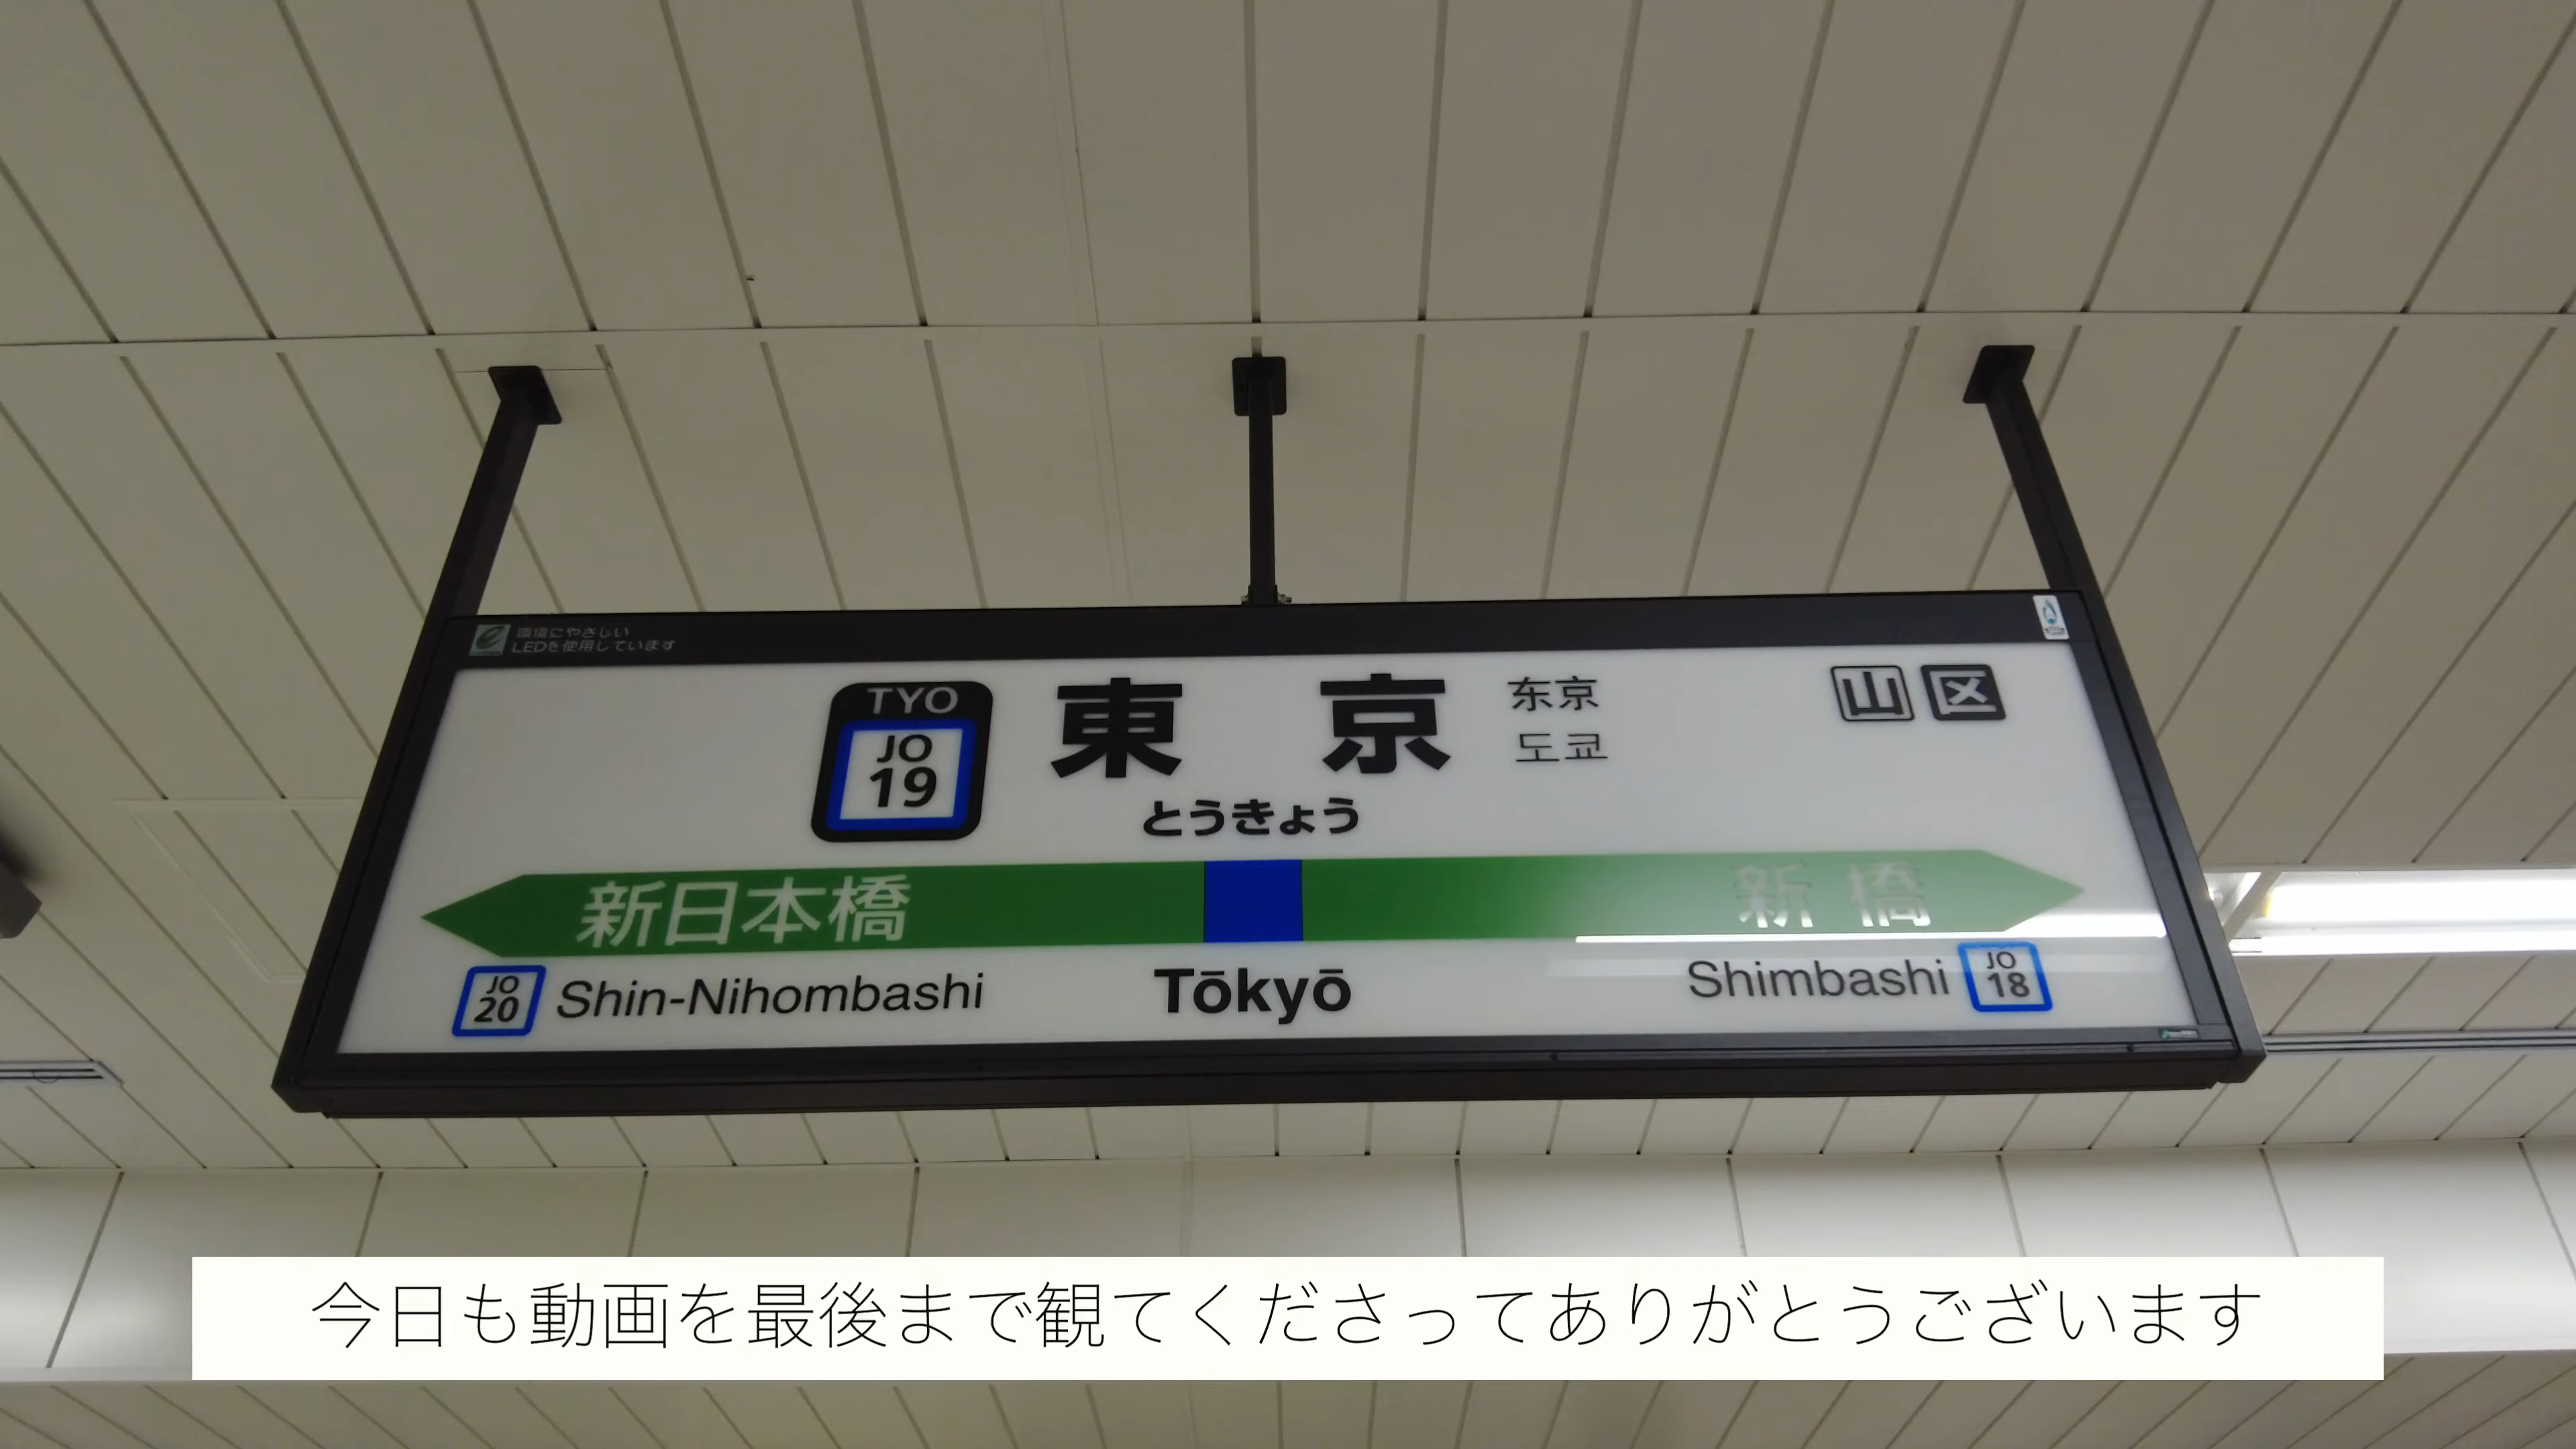 環境にやさしい
LEDを使用しています
TYO
JO
19
東京
东京
도쿄
山区
とうきょう
新日本橋
新橋
JO
20
Shin-Nihombashi
Tōkyō
Shimbashi
JO
18
今日も動画を最後まで観てくださってありがとうございます